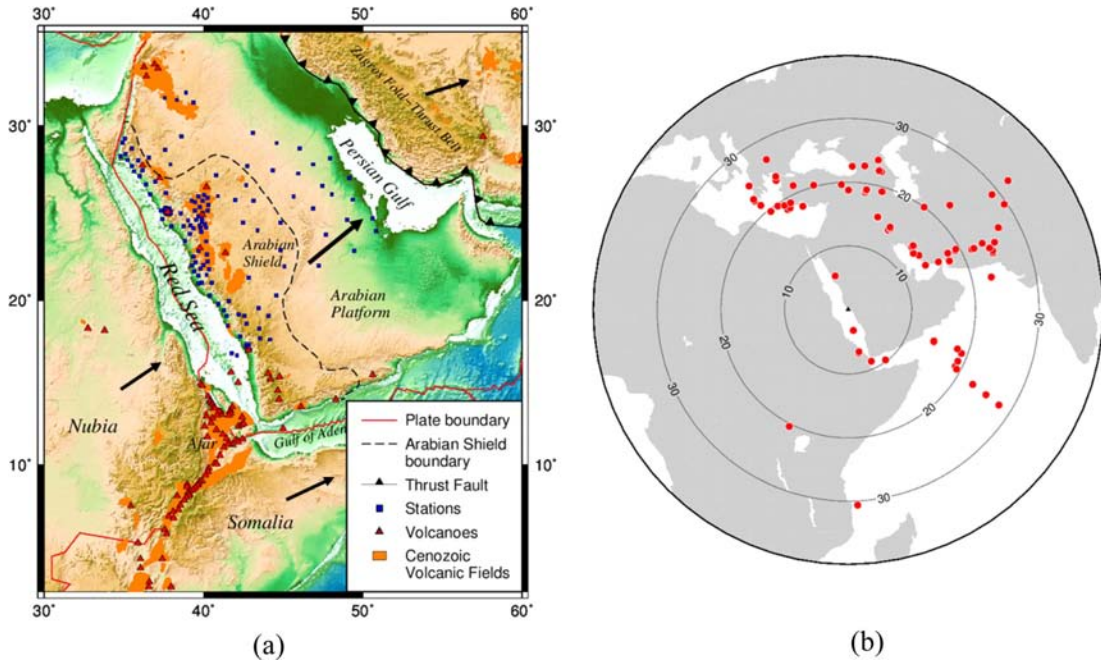 30˚ 40˚ 50˚ 60˚
Zagros Fold - Thrust Belt
30˚
Persian Gulf
Arabian
Shield
Red Sea
20˚
Arabian
Platform
Nubia
Afar
Gulf of Aden
10˚
Somalia
30˚ 40˚ 50˚ 60˚
Plate boundary
Arabian Shield
boundary
Thrust Fault
Stations
Volcanoes
Cenozoic
Volcanic Fields
(a)
30 30
20 20
10 10
30 30
20 20
30 30
(b)